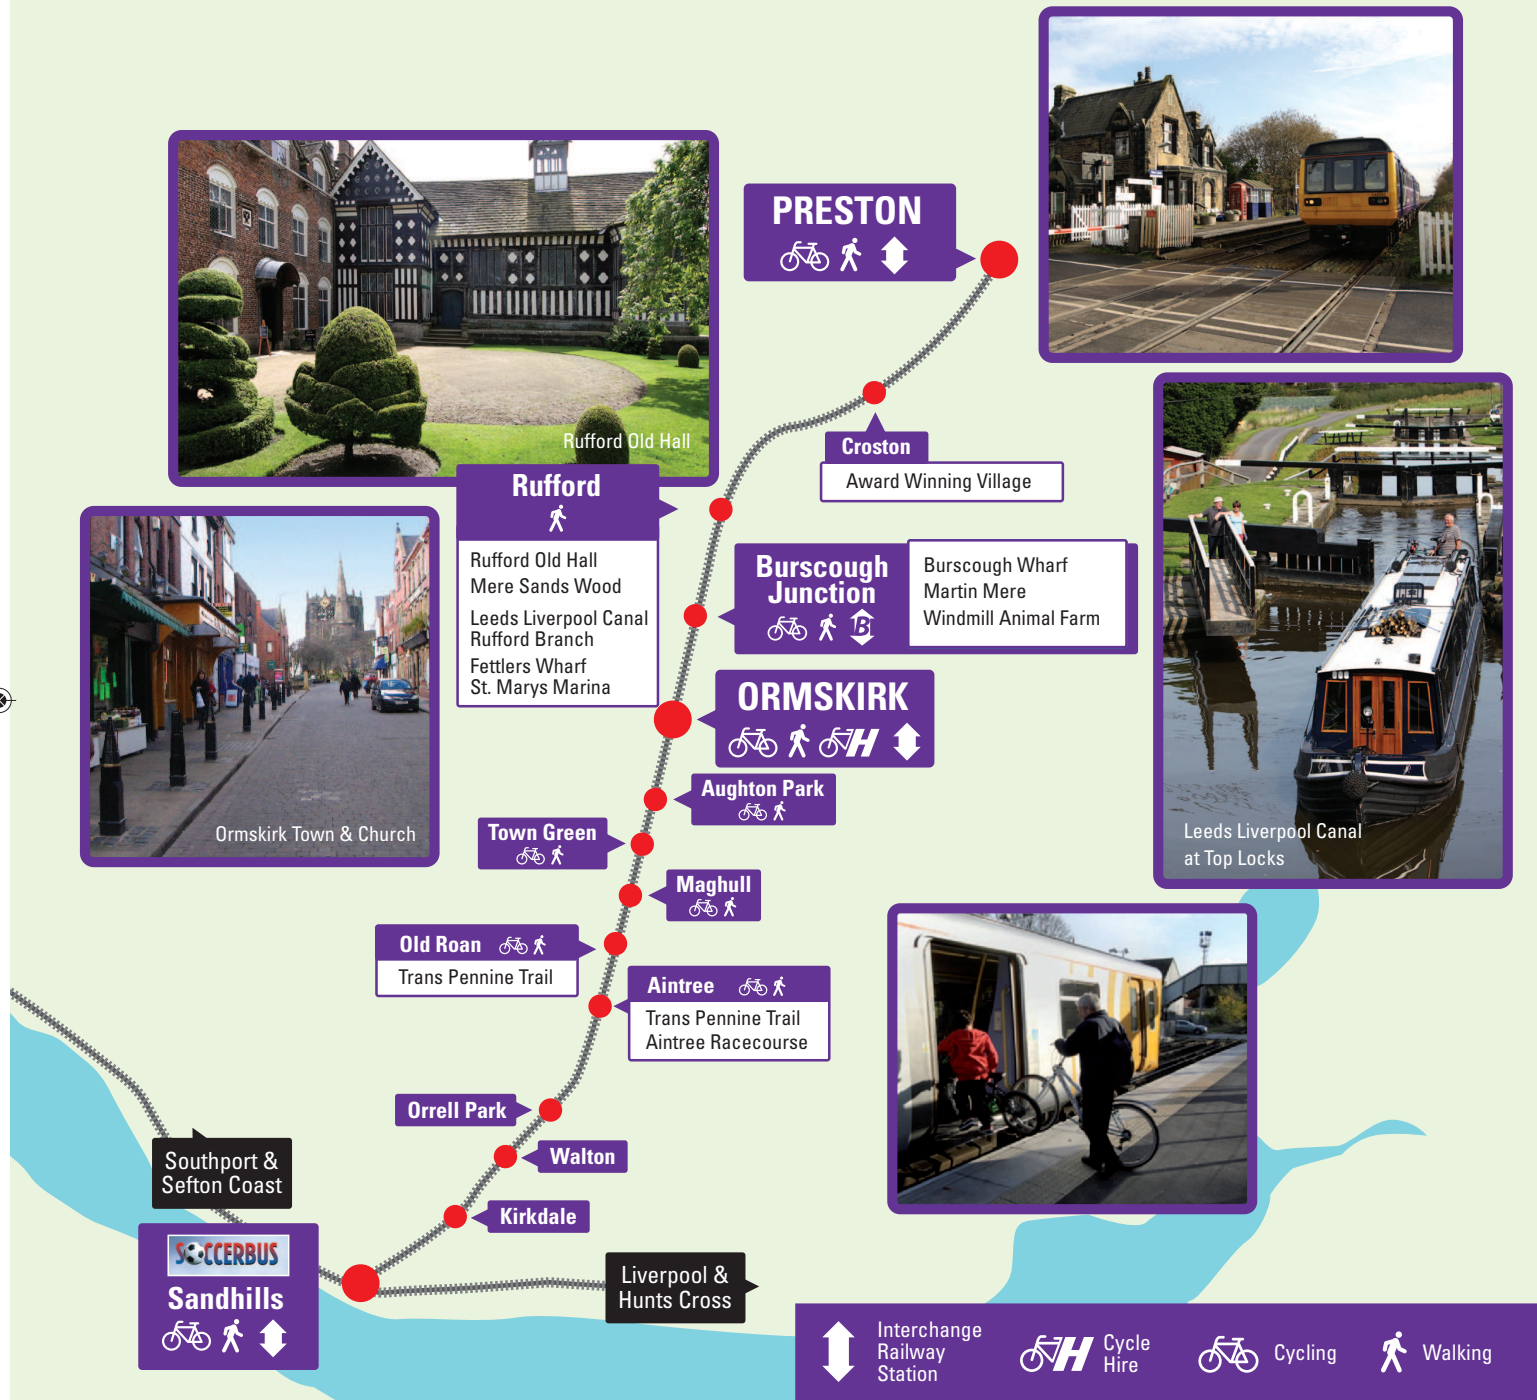 PRESTON
Rufford Old Hall
Croston
Award Winning Village
Rufford
Rufford Old Hall
Mere Sands Wood
Leeds Liverpool Canal
Rufford Branch
Fettlers Wharf
St. Marys Marina
Burscough
Junction
B
Burscough Wharf
Martin Mere
Windmill Animal Farm
ORMSKIRK
H
Aughton Park
Town Green
Ormskirk Town & Church
Leeds Liverpool Canal
at Top Locks
Maghull
Old Roan
Trans Pennine Trail
Aintree
Trans Pennine Trail
Aintree Racecourse
Orrell Park
Walton
Kirkdale
Southport &
Sefton Coast
SOCCERBUS
Sandhills
Liverpool &
Hunts Cross
Interchange
Railway
Station
H
Cycle
Hire
Cycling
Walking